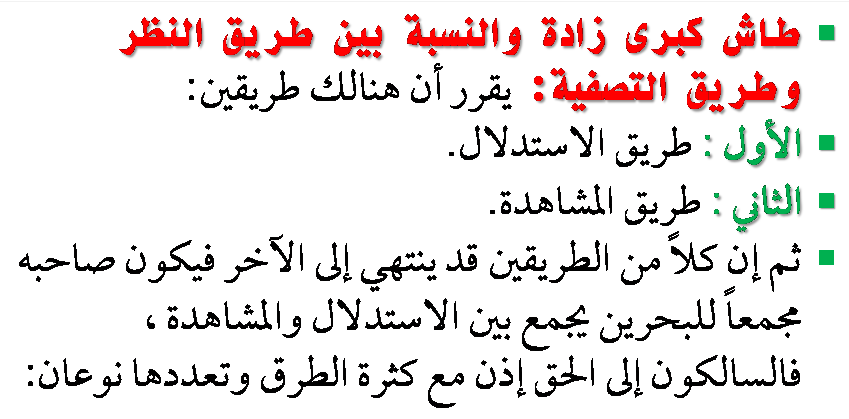 ▪ طاش كبرى زادة والنسبة بين طريق النظر
وطريق التصفية: يقرر أن هنالك طريقين:
▪ الأول : طريق الاستدلال.
▪ الثاني : طريق المشاهدة.
▪ ثم إن كلاً من الطريقين قد ينتهي إلى الآخر فيكون صاحبه
مجمعاً للبحرين يجمع بين الاستدلال والمشاهدة ،
فالسالكون إلى الحق إذن مع كثرة الطرق وتعددها نوعان: